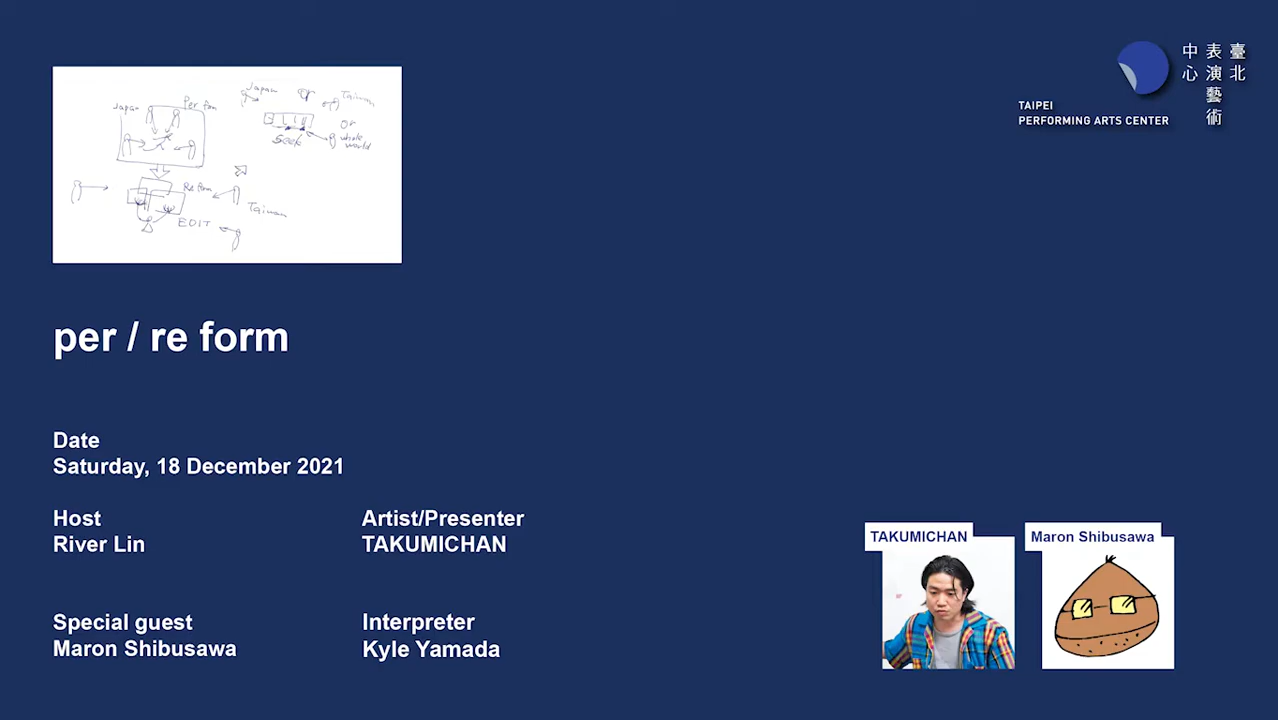 Japan
Per form
Japan
Taiwan
or
whole
world
Seek
Re form
Taiwan
EDIT
臺北
表演藝術
中心
TAIPEI
PERFORMING ARTS CENTER
per / re form
Date
Saturday, 18 December 2021
Host
River Lin
Artist/Presenter
TAKUMICHAN
Special guest
Maron Shibusawa
Interpreter
Kyle Yamada
TAKUMICHAN
Maron Shibusawa